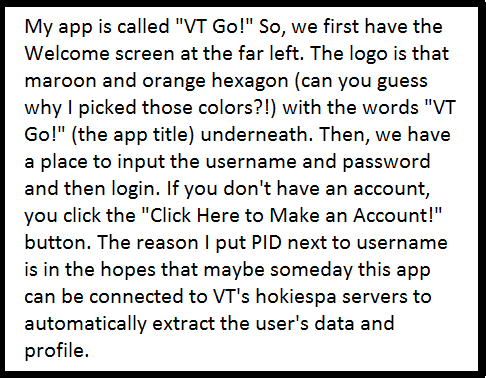 My app is called "VT Go!" So, we first have the
Welcome screen at the far left. The logo is that
maroon and orange hexagon (can you guess
why I picked those colors?!) with the words "VT
Go!" (the app title) underneath. Then, we have
a place to input the username and password
and then login. If you don't have an account,
you click the "Click Here to Make an Account!"
button. The reason I put PID next to username
is in the hopes that maybe someday this app
can be connected to VT's hokiespa servers to
automatically extract the user's data and
profile.